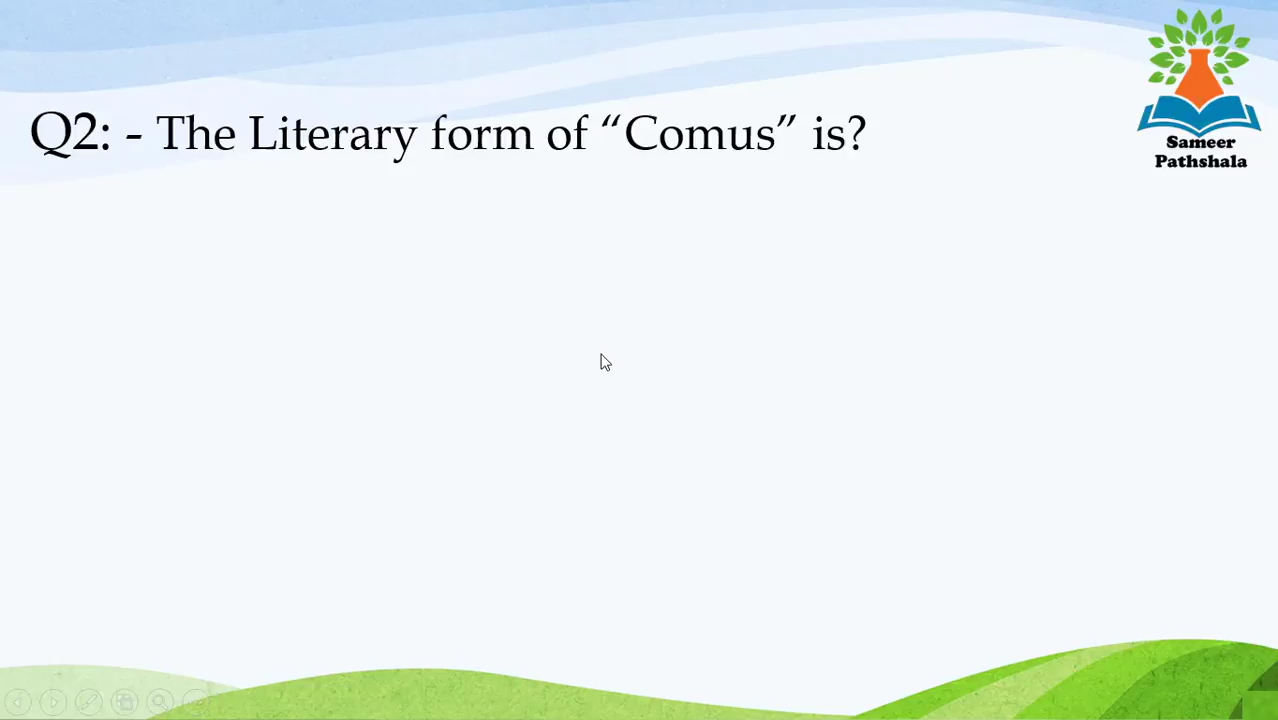 Q2: - The Literary form of “Comus” is?
Sameer
Pathshala